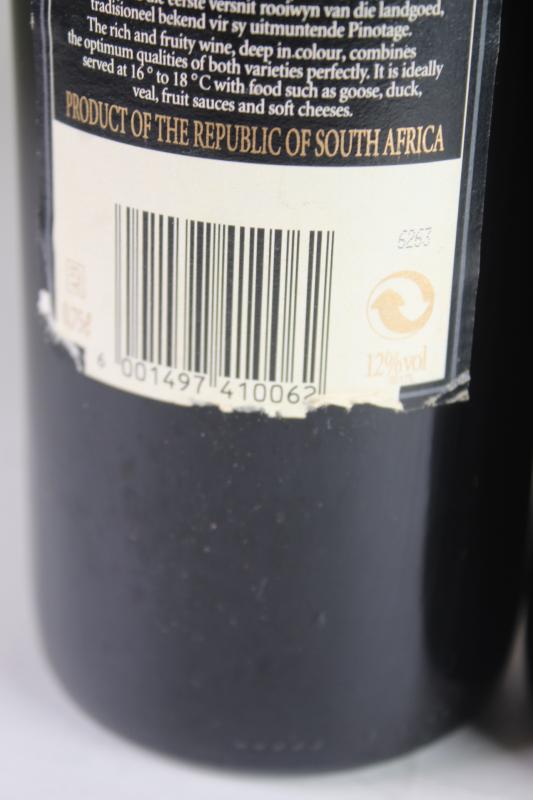 eerste versnit rooiwyn van die landgoed,
tradisioneel bekend vir sy uitmuntende Pinotage.
The rich and fruity wine, deep in colour, combines
the optimum qualities of both varieties perfectly. It is ideally
served at 16° to 18°C with food such as goose, duck,
veal, fruit sauces and soft cheeses.
PRODUCT OF THE REPUBLIC OF SOUTH AFRICA
6263
0,75ℓ
12%vol
6 001497 410062